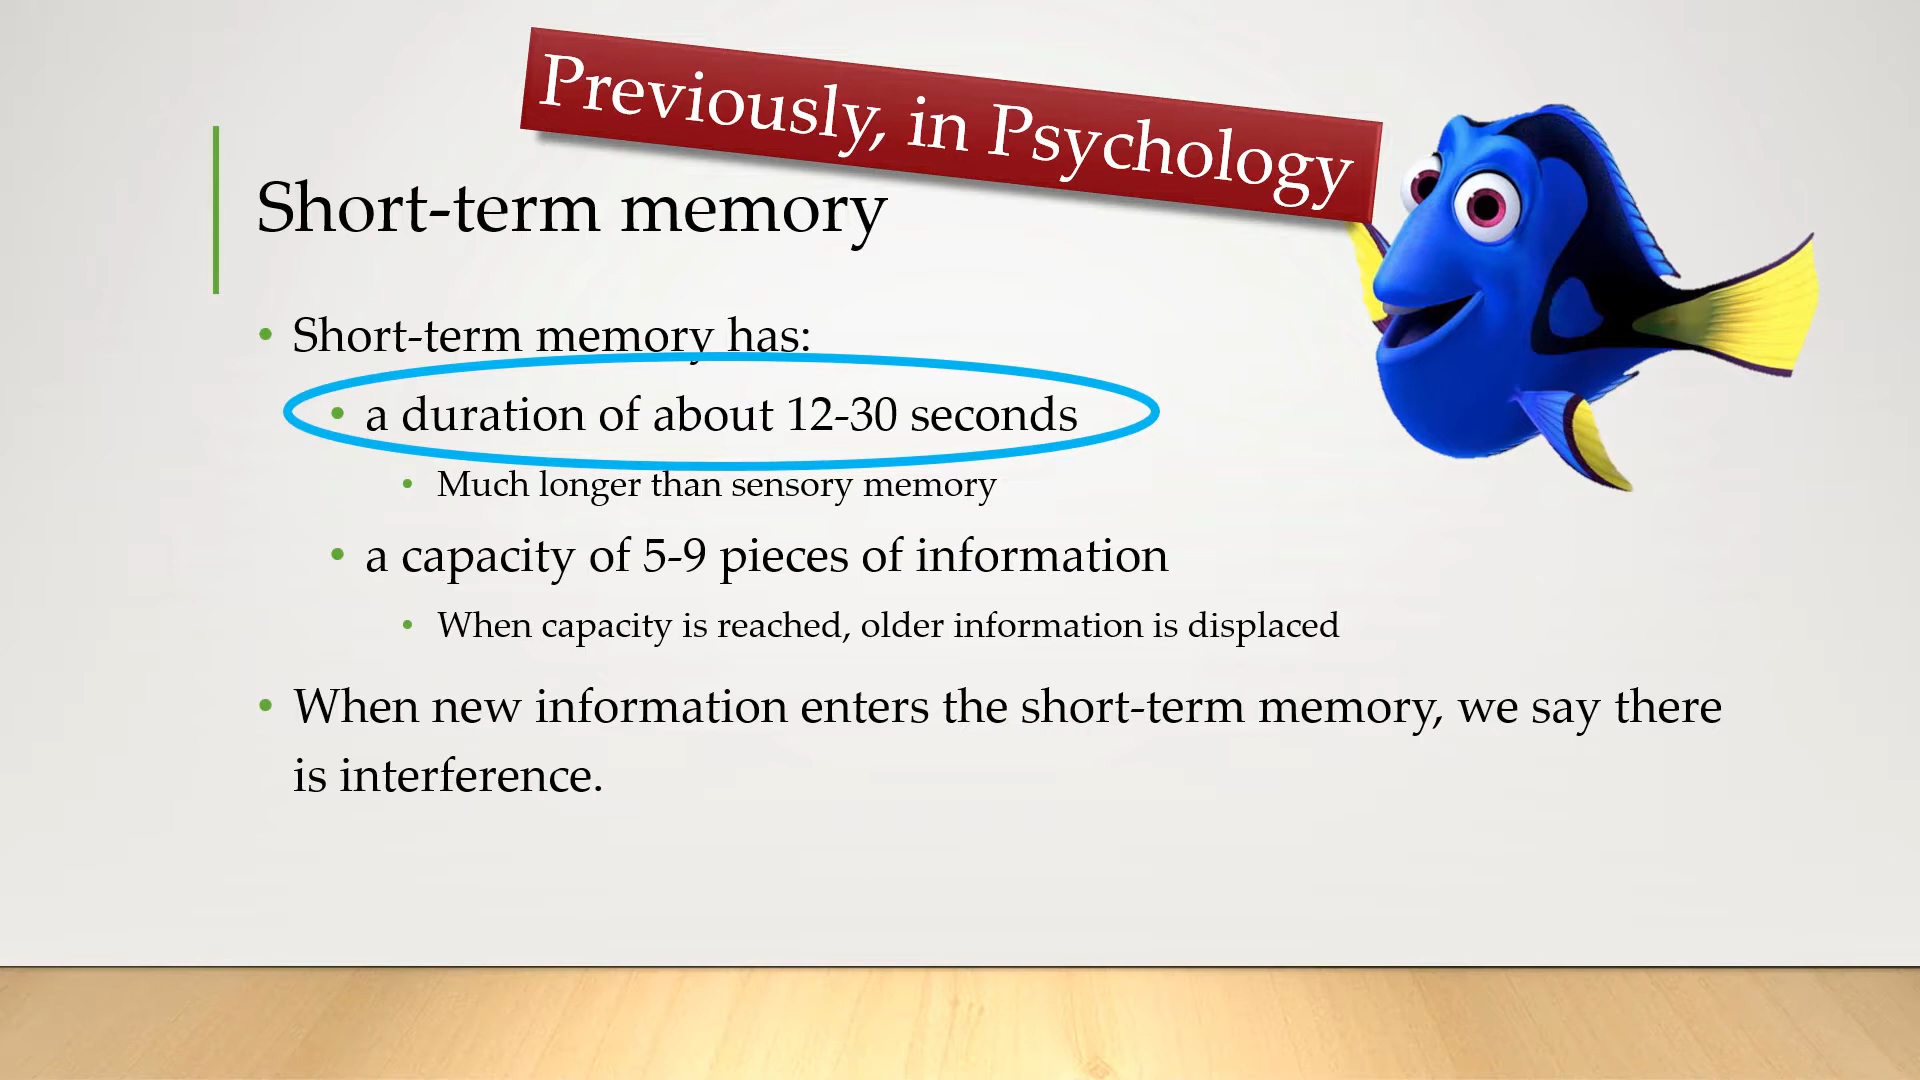 Previously, in Psychology
Short-term memory
• Short-term memory has:
• a duration of about 12-30 seconds
• Much longer than sensory memory
• a capacity of 5-9 pieces of information
• When capacity is reached, older information is displaced
• When new information enters the short-term memory, we say there
is interference.